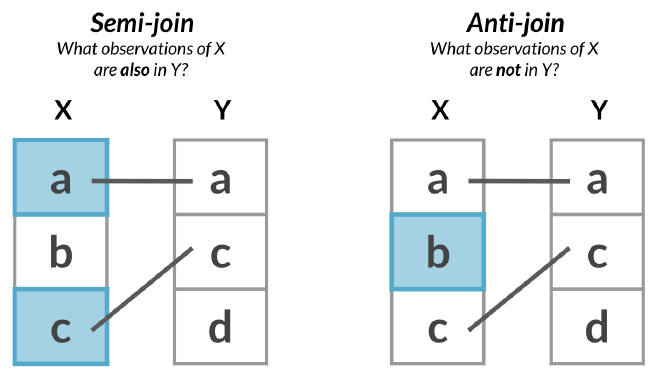 Semi-join
What observations of X
are also in Y?
X Y
a a
b c
c d
Anti-join
What observations of X
are not in Y?
X Y
a a
b c
c d